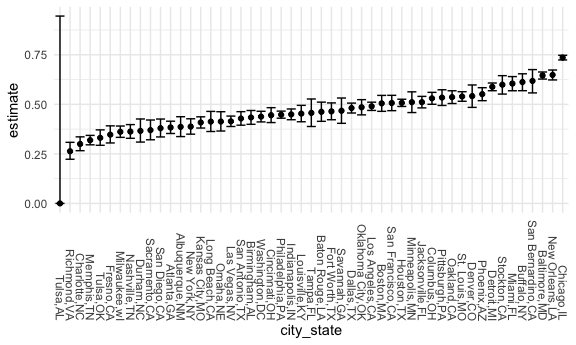 0.75
0.50
0.25
0.00
estimate
Tulsa,AL
Richmond,VA
Charlotte,NC
Memphis,TN
Tulsa,OK
Fresno,CA
Milwaukee,wI
Nashville,TN
Durham,NC
Sacramento,CA
San Diego,CA
Atlanta,GA
Albuquerque,NM
New York,NY
Kansas City,MO
Long Beach,CA
Omaha,NE
Las Vegas,NV
San Antonio,TX
Birmingham,AL
Washington,DC
Cincinnati,OH
Philadelphia,PA
Indianapolis,IN
Louisville,KY
Tampa,FL
Baton Rouge,LA
Fort Worth,TX
Savannah,GA
Dallas,TX
Oklahoma City,OK
Los Angeles,CA
Boston,MA
San Francisco,CA
Houston,TX
Minneapolis,MN
Jacksonville,FL
Columbus,OH
Pittsburgh,PA
Oakland,CA
St. Louis,MO
Denver,CO
Phoenix,AZ
Detroit,MI
Stockton,CA
Miami,FL
Buffalo,NY
San Bernardino,CA
Baltimore,MD
New Orleans,LA
Chicago,IL
city_state